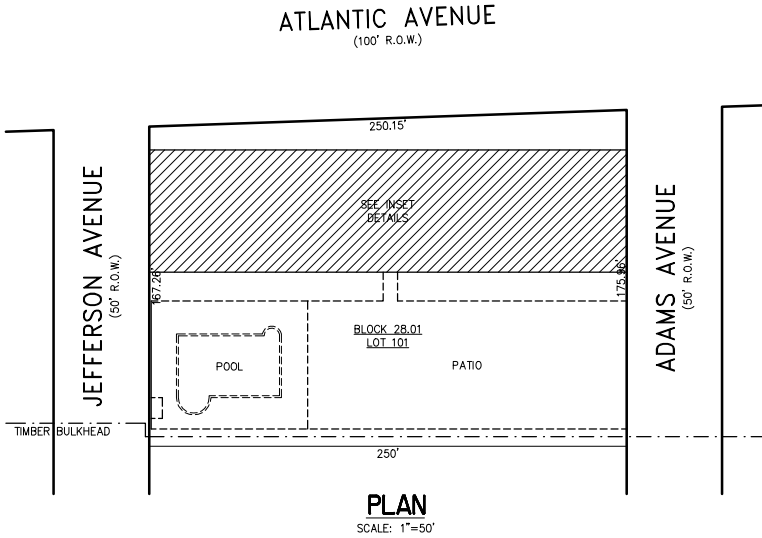 ATLANTIC AVENUE
(100' R.O.W.)
250.15'
SEE INSET
DETAILS
JEFFERSON AVENUE
(50' R.O.W.)
167.26'
175.96'
ADAMS AVENUE
(50' R.O.W.)
BLOCK 28.01
LOT 101
POOL
PATIO
TIMBER BULKHEAD
250'
PLAN
SCALE: 1"=50'